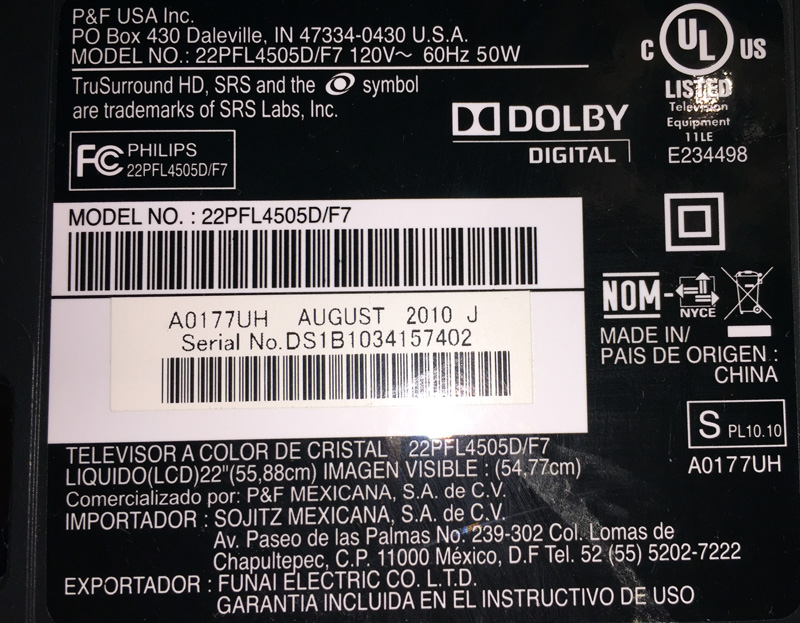 P&F USA Inc.
PO Box 430 Daleville, IN 47334-0430 U.S.A.
MODEL NO.: 22PFL4505D/F7 120V~ 60Hz 50W
TruSurround HD, SRS and the symbol
are trademarks of SRS Labs, Inc.
C UL US
LISTED
Television
Equipment
11LE
E234498
DOLBY
DIGITAL
FC PHILIPS
22PFL4505D/F7
MODEL NO. : 22PFL4505D/F7
A0177UH AUGUST 2010 J
Serial No.DS1B1034157402
NOM-NYCE
MADE IN/
PAIS DE ORIGEN :
CHINA
S PL10.10
A0177UH
TELEVISOR A COLOR DE CRISTAL 22PFL4505D/F7
LIQUIDO(LCD)22"(55,88cm) IMAGEN VISIBLE : (54,77cm)
Comercializado por: P&F MEXICANA, S.A. de C.V.
IMPORTADOR : SOJITZ MEXICANA, S.A. de C.V.
Av. Paseo de las Palmas No. 239-302 Col. Lomas de
Chapultepec, C.P. 11000 México, D.F Tel. 52 (55) 5202-7222
EXPORTADOR : FUNAI ELECTRIC CO. L.T.D.
GARANTIA INCLUIDA EN EL INSTRUCTIVO DE USO